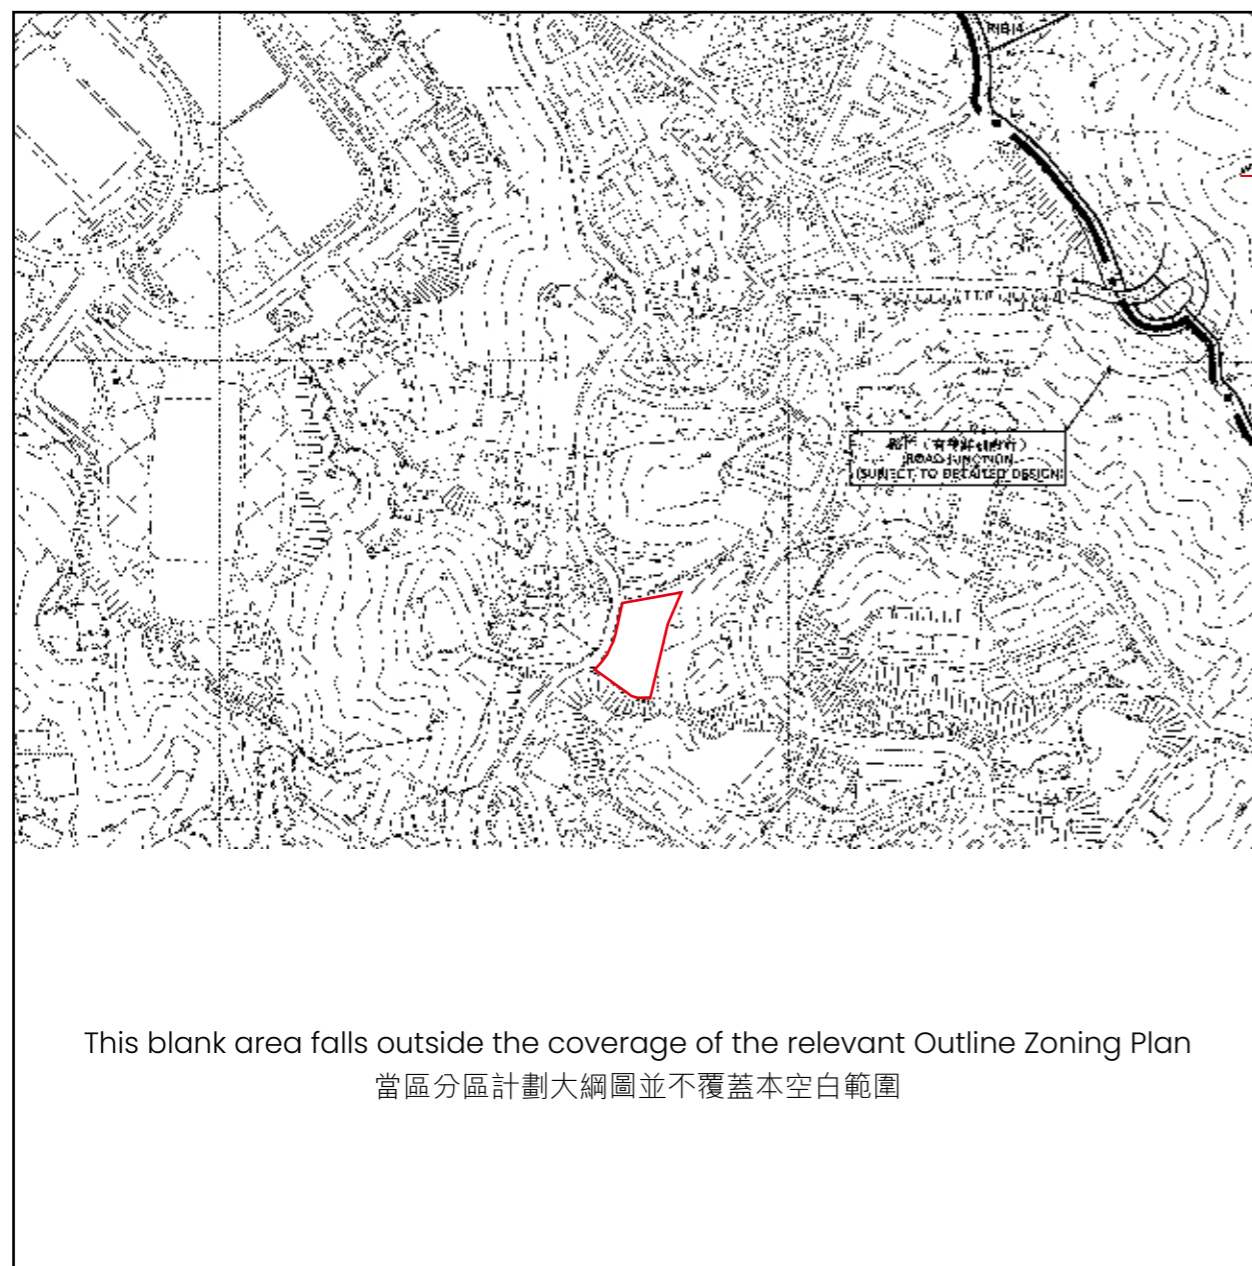 ROAD JUNCTION
(SUBJECT TO DETAILED DESIGN)
This blank area falls outside the coverage of the relevant Outline Zoning Plan
當區分區計劃大綱圖並不覆蓋本空白範圍